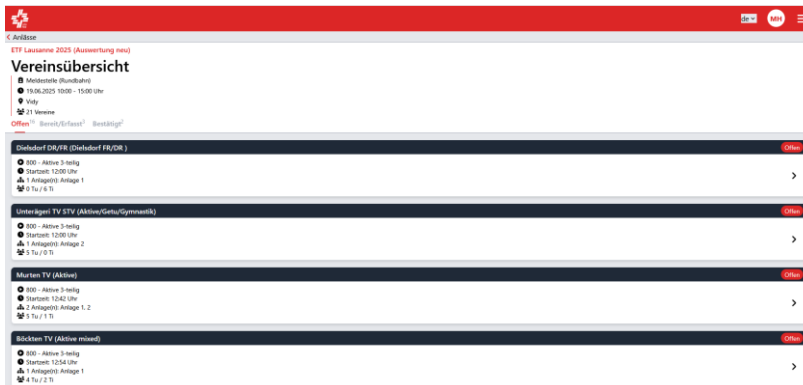 de
MH
< Anlässe
ETF Lausanne 2025 (Auswertung neu)
Vereinsübersicht
Meldestelle (Rundbahn)
19.06.2025 10:00 - 15:00 Uhr
Vidy
21 Vereine
Offen16 Bereit/Erfasst3 Bestätigt2
Dielsdorf DR/FR (Dielsdorf FR/DR ) Offen
800 - Aktive 3-teilig
Startzeit: 12:00 Uhr
1 Anlage(n): Anlage 1
0 Tu / 6 Ti
Unterägeri TV STV (Aktive/Getu/Gymnastik) Offen
800 - Aktive 3-teilig
Startzeit: 12:00 Uhr
1 Anlage(n): Anlage 2
5 Tu / 0 Ti
Murten TV (Aktive) Offen
800 - Aktive 3-teilig
Startzeit: 12:42 Uhr
2 Anlage(n): Anlage 1, 2
5 Tu / 1 Ti
Böckten TV (Aktive mixed) Offen
800 - Aktive 3-teilig
Startzeit: 12:54 Uhr
1 Anlage(n): Anlage 1
4 Tu / 2 Ti